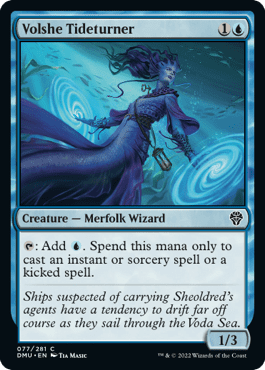 Volshe Tideturner 1
Creature — Merfolk Wizard
: Add . Spend this mana only to
cast an instant or sorcery spell or a
kicked spell.
Ships suspected of carrying Sheoldred's
agents have a tendency to drift far off
course as they sail through the Voda Sea.
1/3
077/281 C
DMU • EN Tia Masic
™ & © 2022 Wizards of the Coast